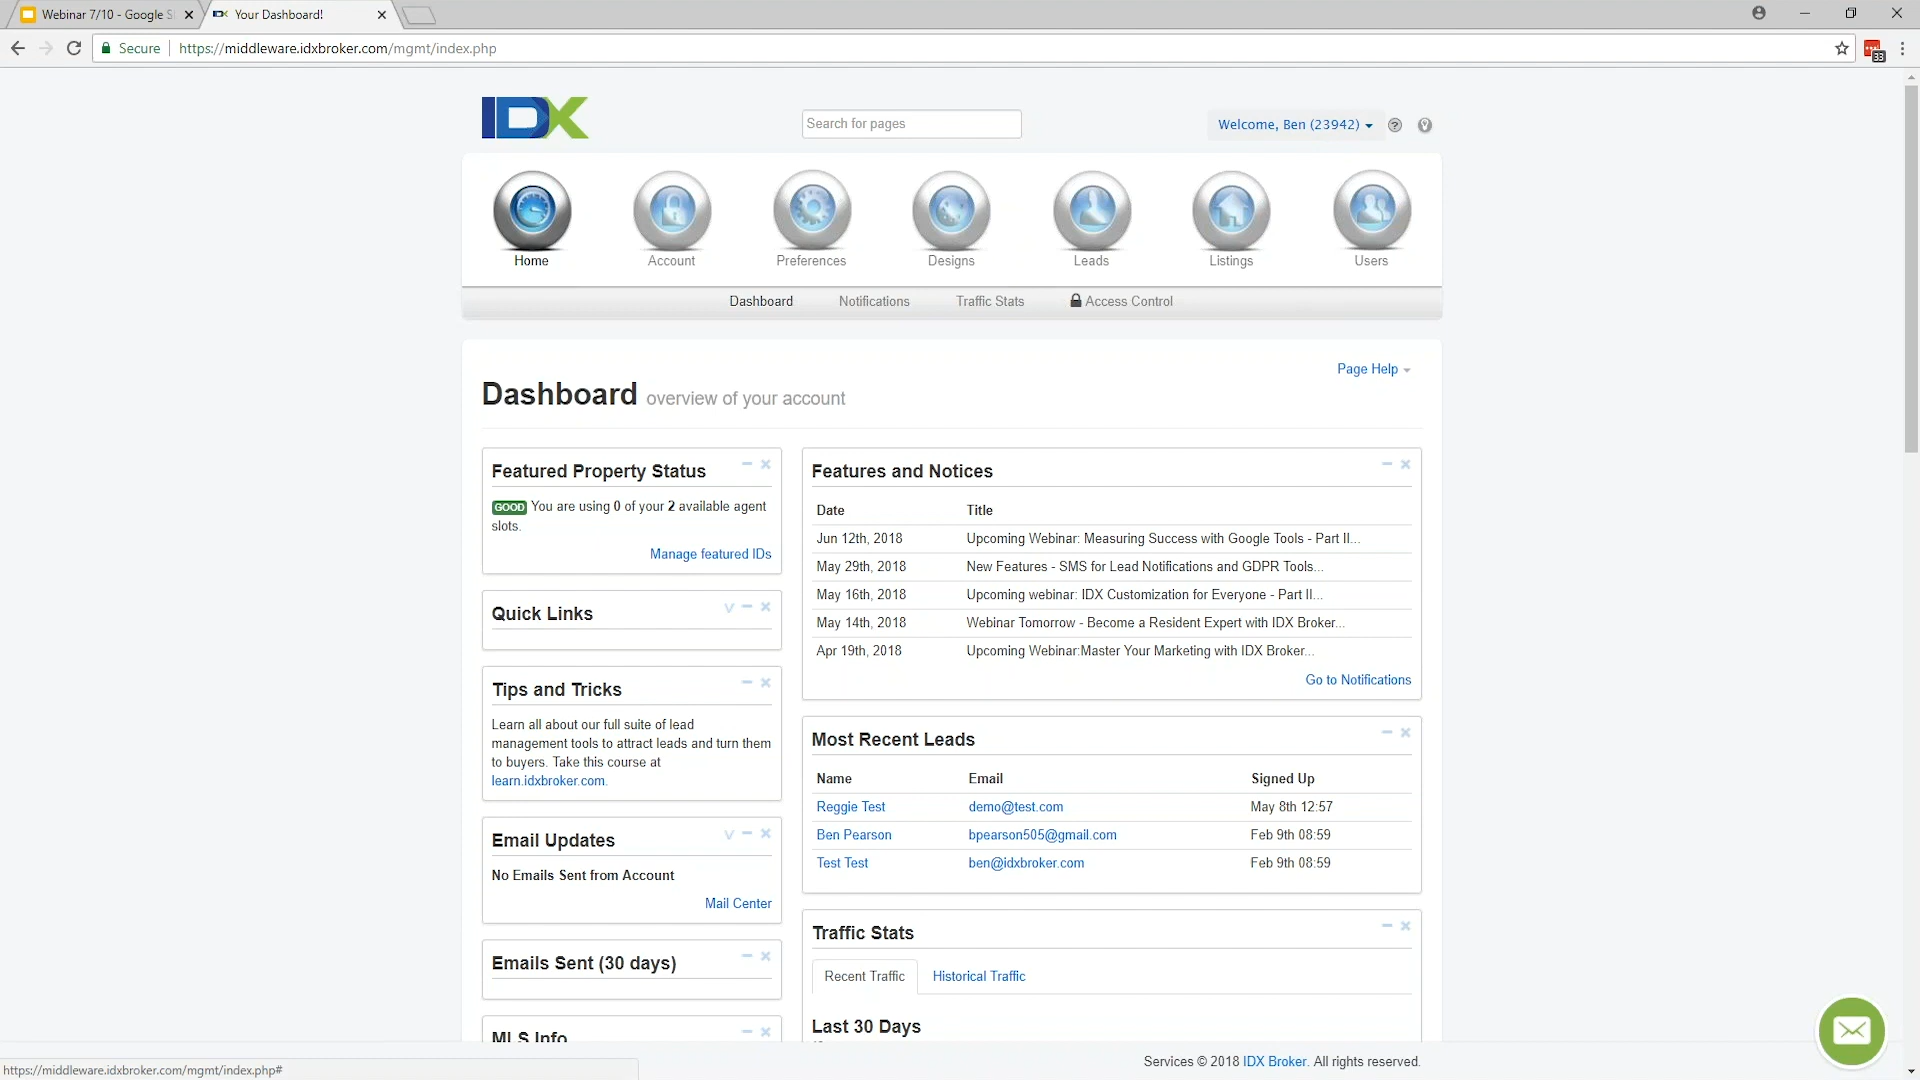 Webinar 7/10 - Google S
Your Dashboard!
Secure
https://middleware.idxbroker.com/mgmt/index.php
33
IDX
Search for pages
Welcome, Ben (23942)
?
Home
Account
Preferences
Designs
Leads
Listings
Users
Dashboard
Notifications
Traffic Stats
Access Control
Page Help
Dashboard overview of your account
Featured Property Status
GOOD You are using 0 of your 2 available agent
slots.
Manage featured IDs
Quick Links
Tips and Tricks
Learn all about our full suite of lead
management tools to attract leads and turn them
to buyers. Take this course at
learn.idxbroker.com.
Email Updates
No Emails Sent from Account
Mail Center
Emails Sent (30 days)
MLS Info
Features and Notices
Date Title
Jun 12th, 2018 Upcoming Webinar: Measuring Success with Google Tools - Part II...
May 29th, 2018 New Features - SMS for Lead Notifications and GDPR Tools...
May 16th, 2018 Upcoming webinar: IDX Customization for Everyone - Part II...
May 14th, 2018 Webinar Tomorrow - Become a Resident Expert with IDX Broker...
Apr 19th, 2018 Upcoming Webinar:Master Your Marketing with IDX Broker...
Go to Notifications
Most Recent Leads
Name Email Signed Up
Reggie Test demo@test.com May 8th 12:57
Ben Pearson bpearson505@gmail.com Feb 9th 08:59
Test Test ben@idxbroker.com Feb 9th 08:59
Traffic Stats
Recent Traffic Historical Traffic
Last 30 Days
Services © 2018 IDX Broker. All rights reserved.
https://middleware.idxbroker.com/mgmt/index.php#